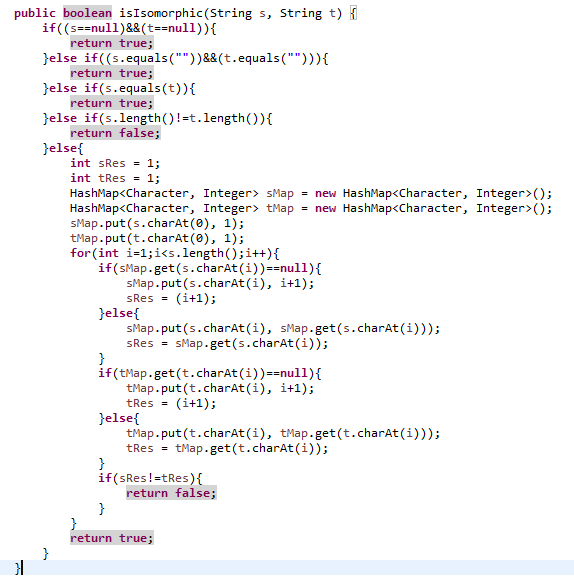 public boolean isIsomorphic(String s, String t) {
    if((s==null)&&(t==null)){
        return true;
    }else if((s.equals(""))&&(t.equals(""))){
        return true;
    }else if(s.equals(t)){
        return true;
    }else if(s.length()!=t.length()){
        return false;
    }else{
        int sRes = 1;
        int tRes = 1;
        HashMap<Character, Integer> sMap = new HashMap<Character, Integer>();
        HashMap<Character, Integer> tMap = new HashMap<Character, Integer>();
        sMap.put(s.charAt(0), 1);
        tMap.put(t.charAt(0), 1);
        for(int i=1;i<s.length();i++){
            if(sMap.get(s.charAt(i))==null){
                sMap.put(s.charAt(i), i+1);
                sRes = (i+1);
            }else{
                sMap.put(s.charAt(i), sMap.get(s.charAt(i)));
                sRes = sMap.get(s.charAt(i));
            }
            if(tMap.get(t.charAt(i))==null){
                tMap.put(t.charAt(i), i+1);
                tRes = (i+1);
            }else{
                tMap.put(t.charAt(i), tMap.get(t.charAt(i)));
                tRes = tMap.get(t.charAt(i));
            }
            if(sRes!=tRes){
                return false;
            }
        }
        return true;
    }
}